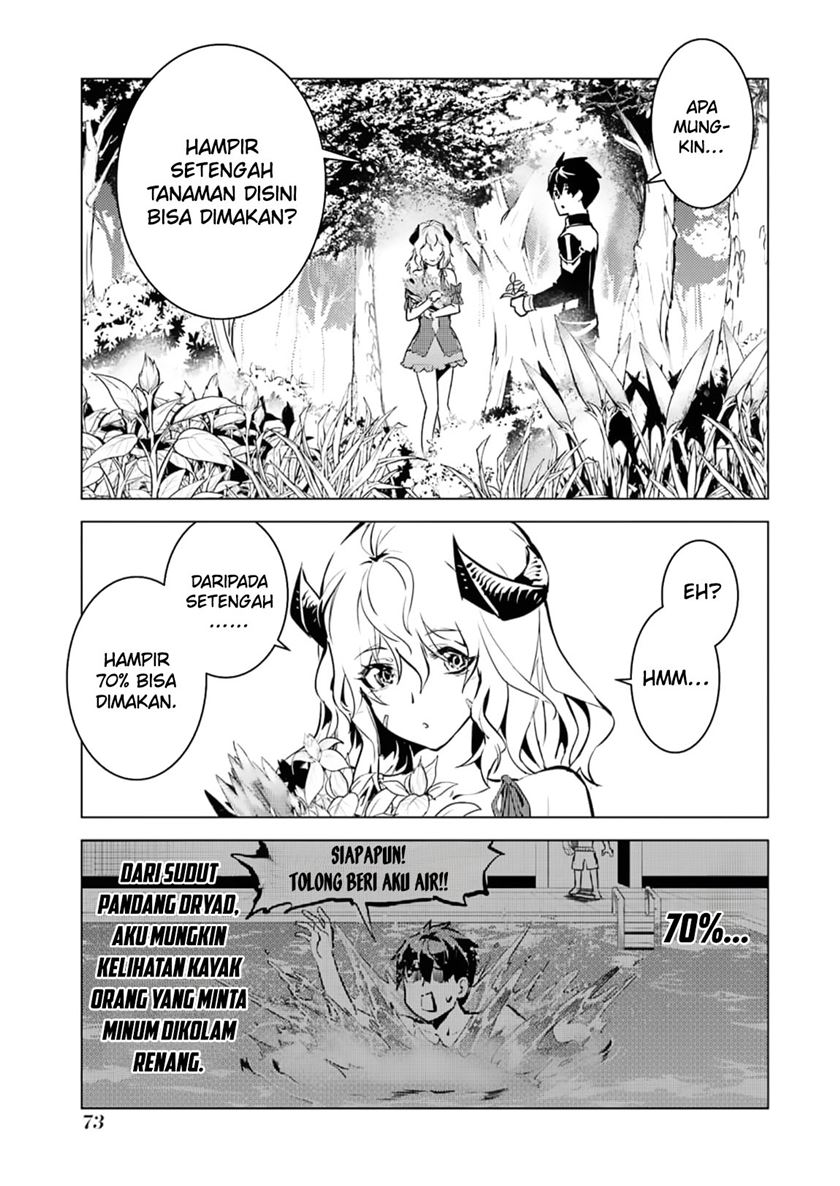 APA
MUNG-
KIN...
HAMPIR
SETENGAH
TANAMAN DISINI
BISA DIMAKAN?
EH?
HMM...
DARIPADA
SETENGAH
......
HAMPIR
70% BISA
DIMAKAN.
70%...
SIAPAPUN!
TOLONG BERI AKU AIR!!
DARI SUDUT
PANDANG DRYAD,
AKU MUNGKIN
KELIHATAN KAYAK
ORANG YANG MINTA
MINUM DIKOLAM
RENANG.
73